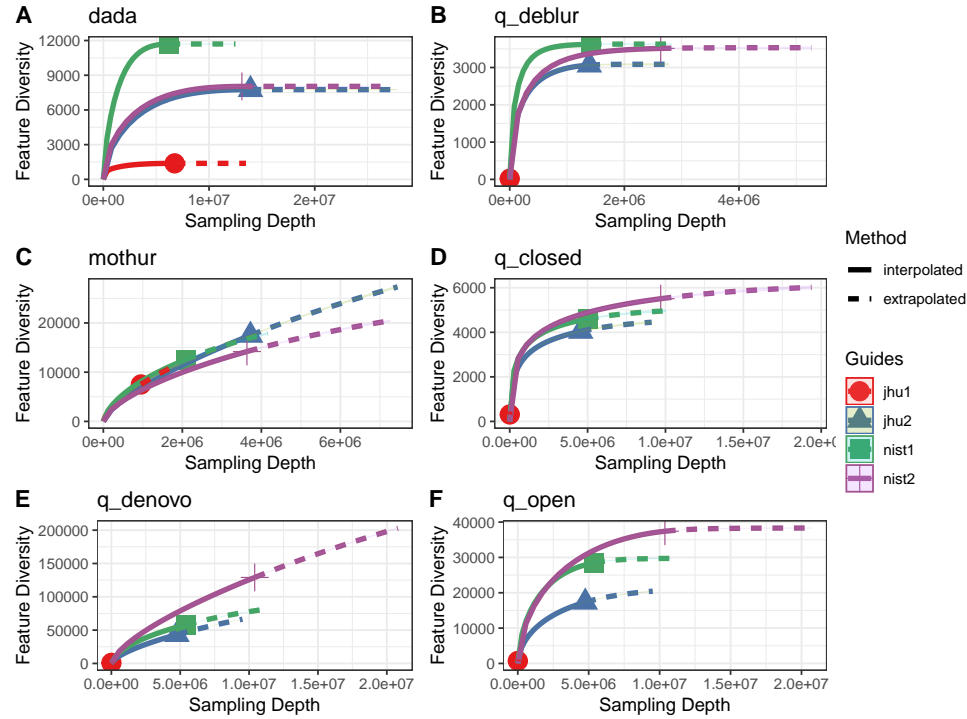 A dada
Feature Diversity
12000
9000
6000
3000
0
0e+00 1e+07 2e+07
Sampling Depth
B q_deblur
Feature Diversity
3000
2000
1000
0
0e+00 2e+06 4e+06
Sampling Depth
C mothur
Feature Diversity
20000
10000
0
0e+00 2e+06 4e+06 6e+06
Sampling Depth
D q_closed
Feature Diversity
6000
4000
2000
0
0.0e+00 5.0e+06 1.0e+07 1.5e+07 2.0e+
Sampling Depth
E q_denovo
Feature Diversity
200000
150000
100000
50000
0
0.0e+00 5.0e+06 1.0e+07 1.5e+07 2.0e+07
Sampling Depth
F q_open
Feature Diversity
40000
30000
20000
10000
0
0.0e+00 5.0e+06 1.0e+07 1.5e+07 2.0e+07
Sampling Depth
Method
interpolated
extrapolated
Guides
jhu1
jhu2
nist1
nist2